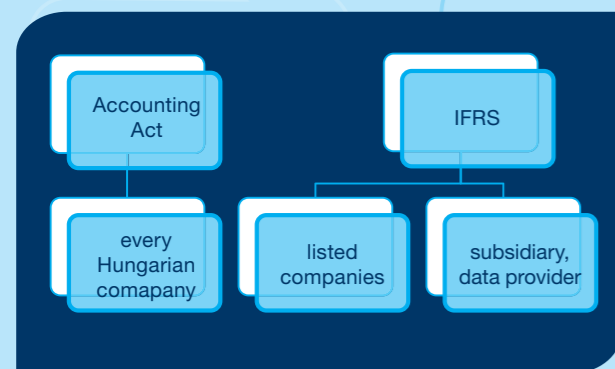 Accounting
Act
IFRS
every
Hungarian
comapany
listed
companies
subsidiary,
data provider